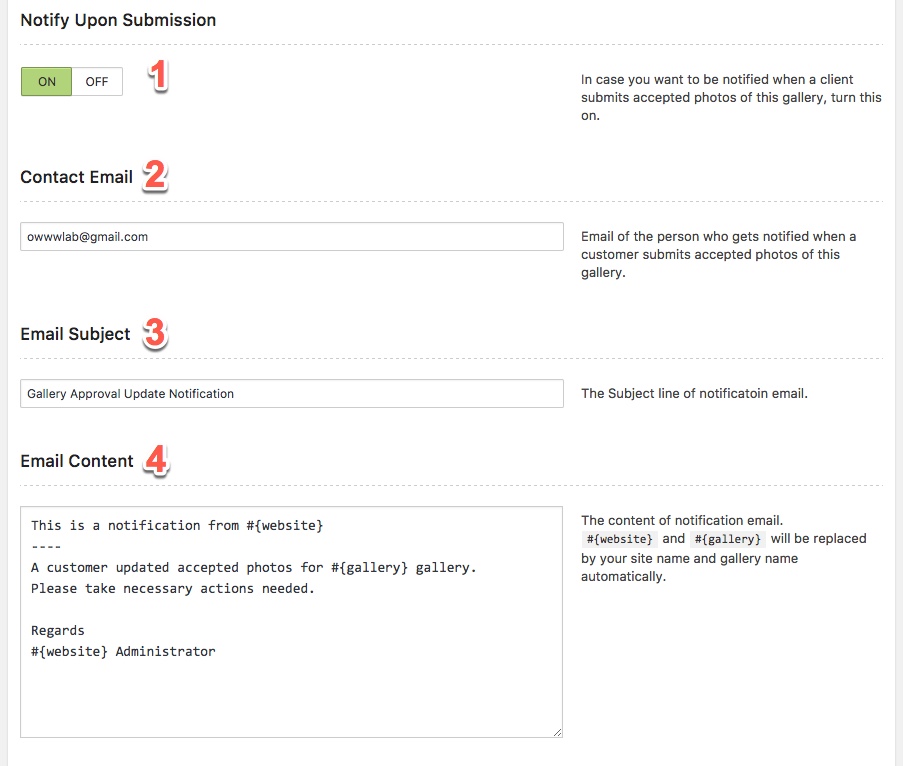 Notify Upon Submission
ON OFF 1
In case you want to be notified when a client
submits accepted photos of this gallery, turn this
on.
Contact Email 2
owwwlab@gmail.com
Email of the person who gets notified when a
customer submits accepted photos of this
gallery.
Email Subject 3
Gallery Approval Update Notification
The Subject line of notificatoin email.
Email Content 4
This is a notification from #{website}
----
A customer updated accepted photos for #{gallery} gallery.
Please take necessary actions needed.
Regards
#{website} Administrator
The content of notification email.
#{website} and #{gallery} will be replaced
by your site name and gallery name
automatically.